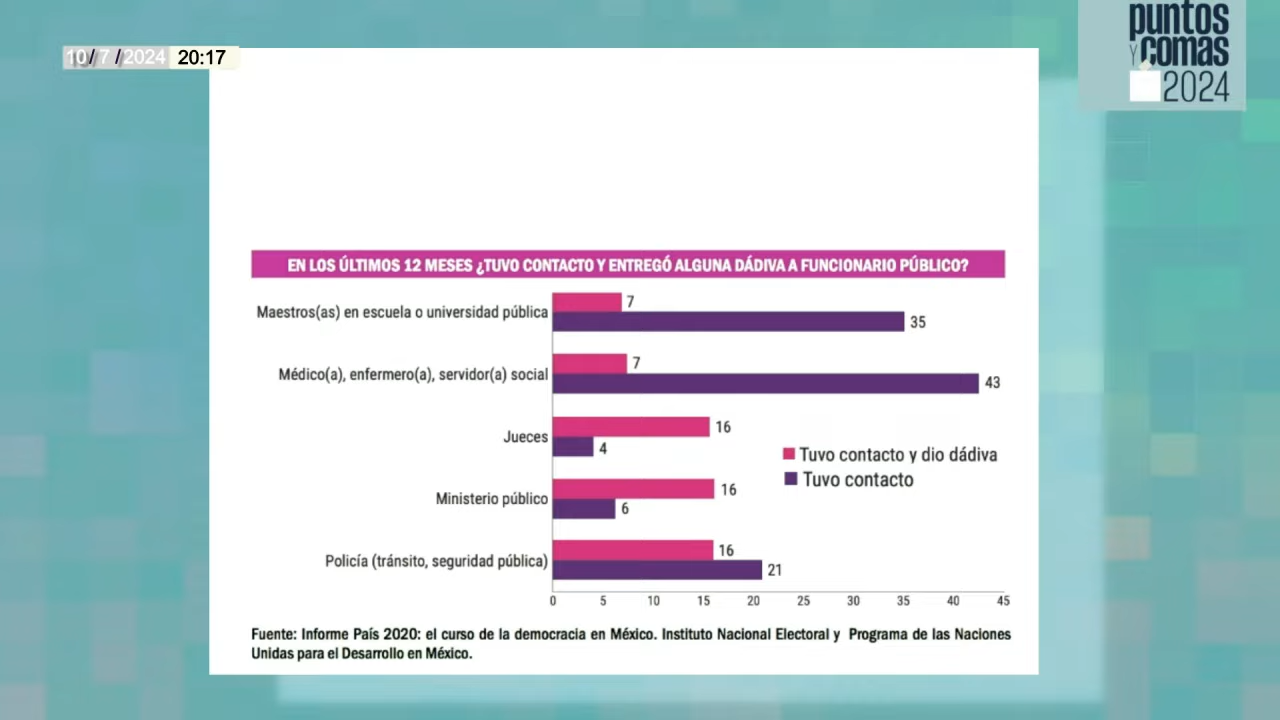 10/7/2024 20:17
puntos
y comas
2024
EN LOS ÚLTIMOS 12 MESES ¿TUVO CONTACTO Y ENTREGÓ ALGUNA DÁDIVA A FUNCIONARIO PÚBLICO?
Maestros(as) en escuela o universidad pública
7
35
Médico(a), enfermero(a), servidor(a) social
7
43
Jueces
16
4
Tuvo contacto y dio dádiva
Tuvo contacto
Ministerio público
16
6
Policía (tránsito, seguridad pública)
16
21
0 5 10 15 20 25 30 35 40 45
Fuente: Informe País 2020: el curso de la democracia en México. Instituto Nacional Electoral y Programa de las Naciones
Unidas para el Desarrollo en México.